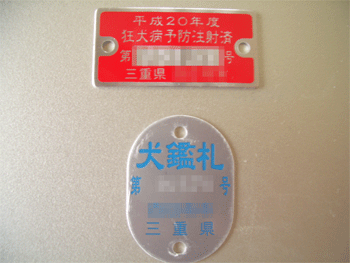 平成20年度
狂犬病予防注射済
第 号
三重県
犬鑑札
第 号
三重県